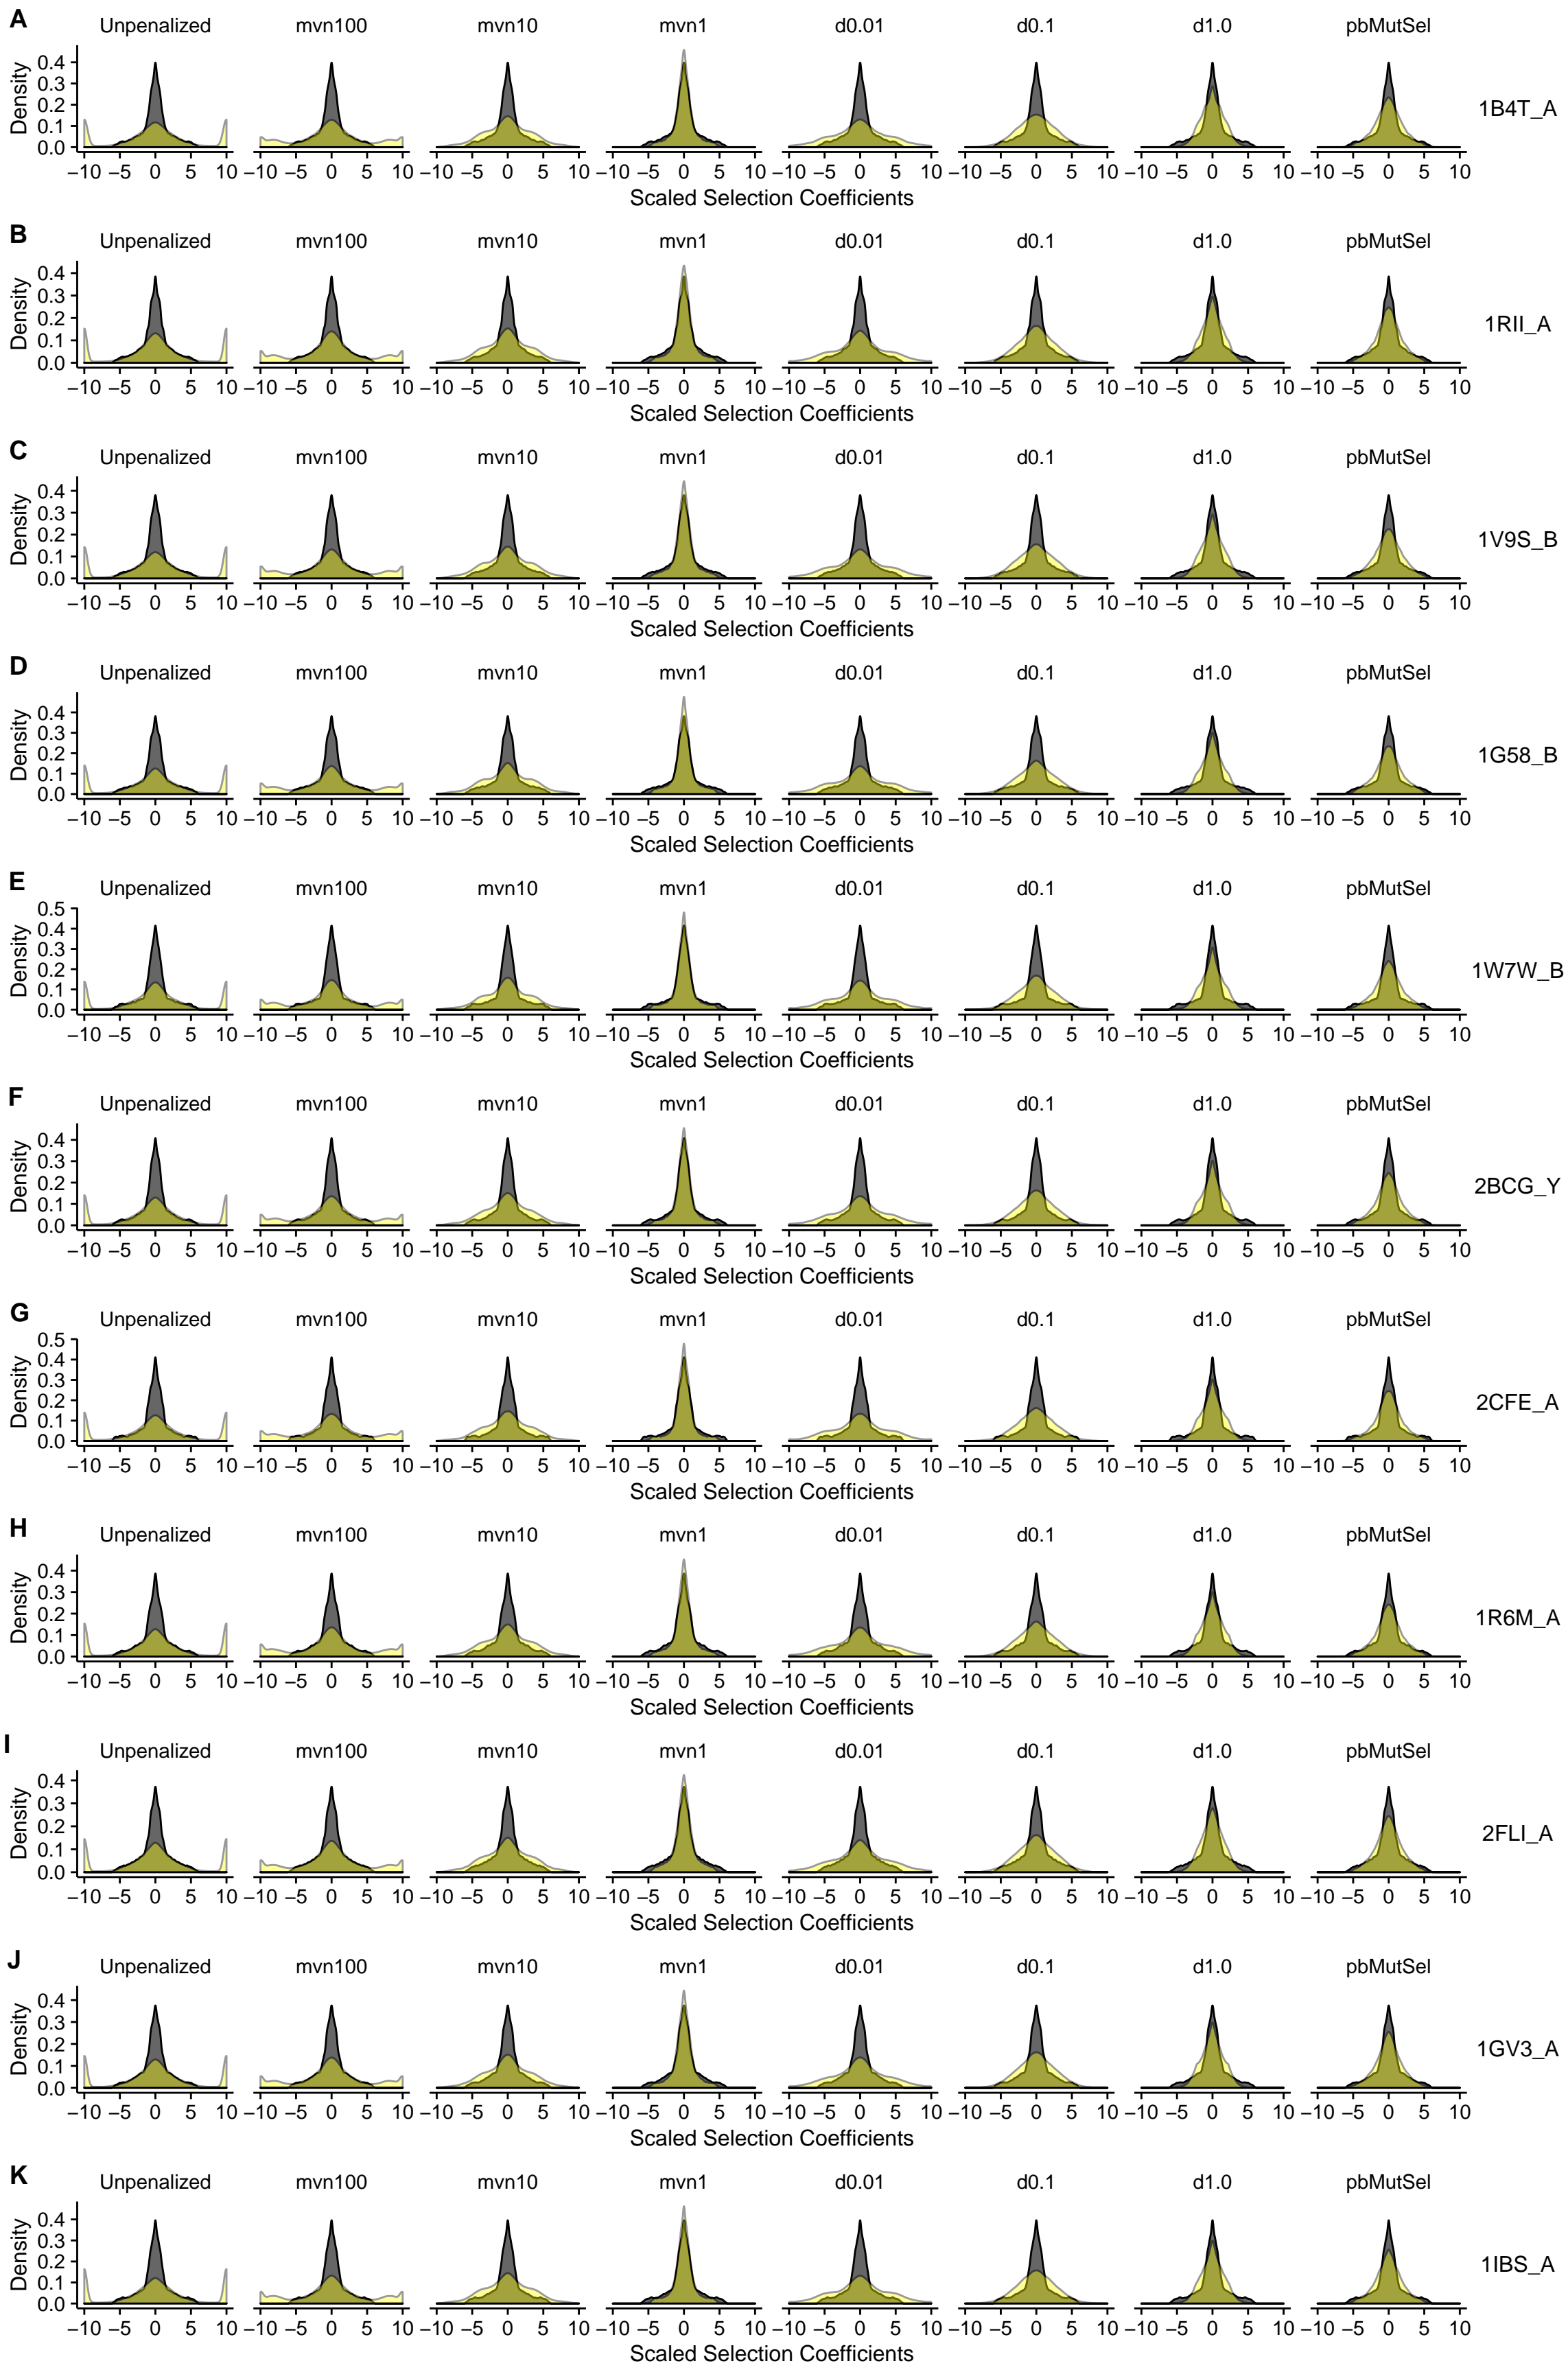 A
Unpenalized mvn100 mvn10 mvn1 d0.01 d0.1 d1.0 pbMutSel
Density
0.4
0.3
0.2
0.1
0.0
1B4T_A
−10 −5 0 5 10 −10 −5 0 5 10 −10 −5 0 5 10 −10 −5 0 5 10 −10 −5 0 5 10 −10 −5 0 5 10 −10 −5 0 5 10 −10 −5 0 5 10
Scaled Selection Coefficients
B
Unpenalized mvn100 mvn10 mvn1 d0.01 d0.1 d1.0 pbMutSel
Density
0.4
0.3
0.2
0.1
0.0
1RII_A
−10 −5 0 5 10 −10 −5 0 5 10 −10 −5 0 5 10 −10 −5 0 5 10 −10 −5 0 5 10 −10 −5 0 5 10 −10 −5 0 5 10 −10 −5 0 5 10
Scaled Selection Coefficients
C
Unpenalized mvn100 mvn10 mvn1 d0.01 d0.1 d1.0 pbMutSel
Density
0.4
0.3
0.2
0.1
0.0
1V9S_B
−10 −5 0 5 10 −10 −5 0 5 10 −10 −5 0 5 10 −10 −5 0 5 10 −10 −5 0 5 10 −10 −5 0 5 10 −10 −5 0 5 10 −10 −5 0 5 10
Scaled Selection Coefficients
D
Unpenalized mvn100 mvn10 mvn1 d0.01 d0.1 d1.0 pbMutSel
Density
0.4
0.3
0.2
0.1
0.0
1G58_B
−10 −5 0 5 10 −10 −5 0 5 10 −10 −5 0 5 10 −10 −5 0 5 10 −10 −5 0 5 10 −10 −5 0 5 10 −10 −5 0 5 10 −10 −5 0 5 10
Scaled Selection Coefficients
E
Unpenalized mvn100 mvn10 mvn1 d0.01 d0.1 d1.0 pbMutSel
Density
0.5
0.4
0.3
0.2
0.1
0.0
1W7W_B
−10 −5 0 5 10 −10 −5 0 5 10 −10 −5 0 5 10 −10 −5 0 5 10 −10 −5 0 5 10 −10 −5 0 5 10 −10 −5 0 5 10 −10 −5 0 5 10
Scaled Selection Coefficients
F
Unpenalized mvn100 mvn10 mvn1 d0.01 d0.1 d1.0 pbMutSel
Density
0.4
0.3
0.2
0.1
0.0
2BCG_Y
−10 −5 0 5 10 −10 −5 0 5 10 −10 −5 0 5 10 −10 −5 0 5 10 −10 −5 0 5 10 −10 −5 0 5 10 −10 −5 0 5 10 −10 −5 0 5 10
Scaled Selection Coefficients
G
Unpenalized mvn100 mvn10 mvn1 d0.01 d0.1 d1.0 pbMutSel
Density
0.5
0.4
0.3
0.2
0.1
0.0
2CFE_A
−10 −5 0 5 10 −10 −5 0 5 10 −10 −5 0 5 10 −10 −5 0 5 10 −10 −5 0 5 10 −10 −5 0 5 10 −10 −5 0 5 10 −10 −5 0 5 10
Scaled Selection Coefficients
H
Unpenalized mvn100 mvn10 mvn1 d0.01 d0.1 d1.0 pbMutSel
Density
0.4
0.3
0.2
0.1
0.0
1R6M_A
−10 −5 0 5 10 −10 −5 0 5 10 −10 −5 0 5 10 −10 −5 0 5 10 −10 −5 0 5 10 −10 −5 0 5 10 −10 −5 0 5 10 −10 −5 0 5 10
Scaled Selection Coefficients
I
Unpenalized mvn100 mvn10 mvn1 d0.01 d0.1 d1.0 pbMutSel
Density
0.4
0.3
0.2
0.1
0.0
2FLI_A
−10 −5 0 5 10 −10 −5 0 5 10 −10 −5 0 5 10 −10 −5 0 5 10 −10 −5 0 5 10 −10 −5 0 5 10 −10 −5 0 5 10 −10 −5 0 5 10
Scaled Selection Coefficients
J
Unpenalized mvn100 mvn10 mvn1 d0.01 d0.1 d1.0 pbMutSel
Density
0.4
0.3
0.2
0.1
0.0
1GV3_A
−10 −5 0 5 10 −10 −5 0 5 10 −10 −5 0 5 10 −10 −5 0 5 10 −10 −5 0 5 10 −10 −5 0 5 10 −10 −5 0 5 10 −10 −5 0 5 10
Scaled Selection Coefficients
K
Unpenalized mvn100 mvn10 mvn1 d0.01 d0.1 d1.0 pbMutSel
Density
0.4
0.3
0.2
0.1
0.0
1IBS_A
−10 −5 0 5 10 −10 −5 0 5 10 −10 −5 0 5 10 −10 −5 0 5 10 −10 −5 0 5 10 −10 −5 0 5 10 −10 −5 0 5 10 −10 −5 0 5 10
Scaled Selection Coefficients